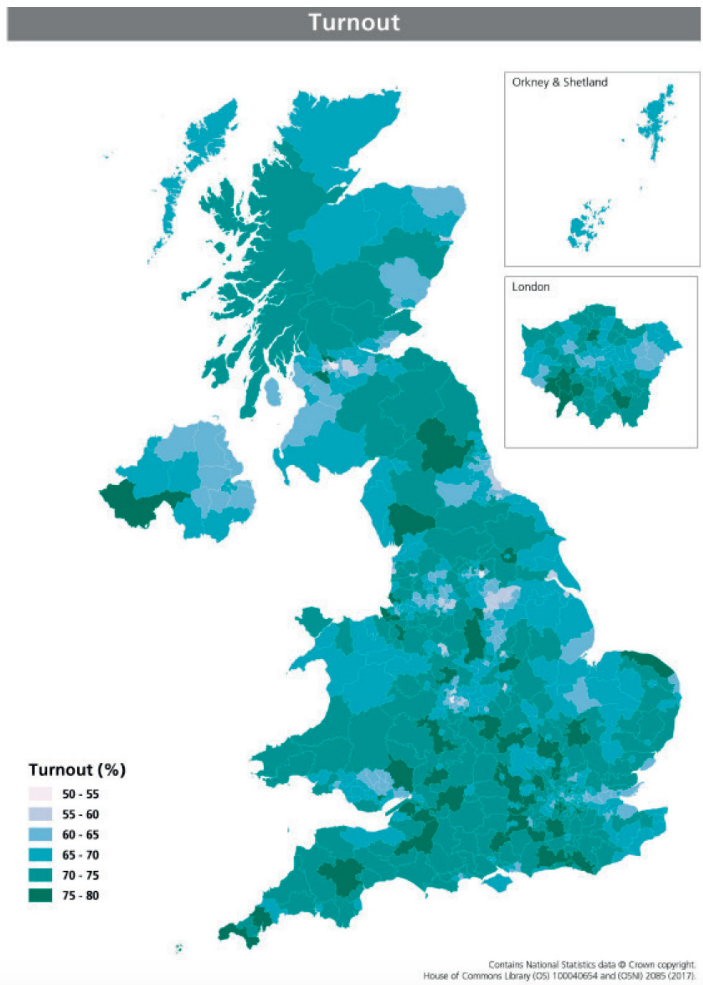 Turnout
Orkney & Shetland
London
Turnout (%)
50 - 55
55 - 60
60 - 65
65 - 70
70 - 75
75 - 80
Contains National Statistics data © Crown copyright.
House of Commons Library (OS) 100040654 and (OSNI) 2085 (2017).